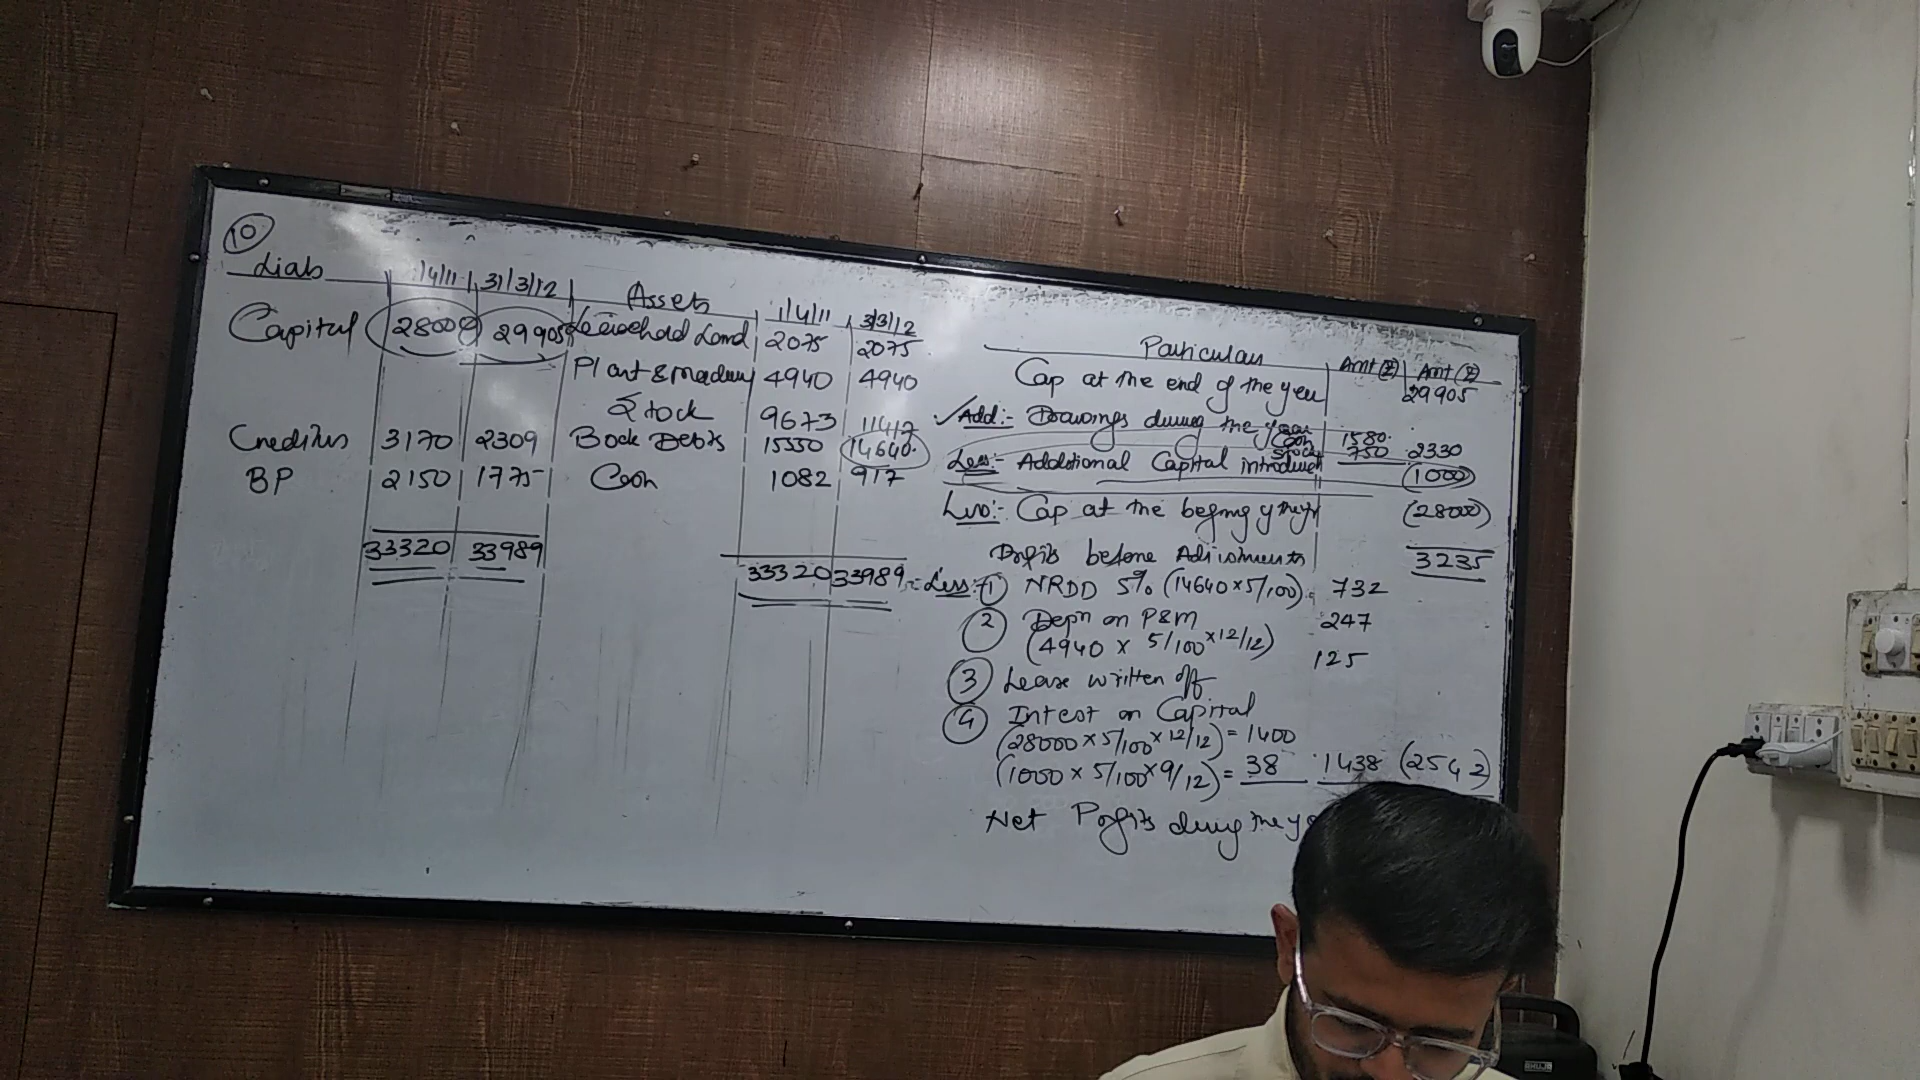 10
Liab 1/4/11 31/3/12 Assets 1/4/11 31/3/12
Capital 28000 29905 Leasehold Land 2075 2075
Plant & Madury 4940 4940
Stock 9673 11417
Creditus 3170 2309 Book Debts 15550 14640
BP 2150 1775 Cash 1082 917
33320 33989 33320 33989
Particulars Amt (₹) Amt (₹)
Cap at the end of the year 29905
Add:- Drawings during the year
Cash 1580
Stock 750 2330
Less:- Additional Capital introduced (1000)
Less:- Cap at the beging of the yr (28000)
Profits before Adjustments 3235
Less:- 1 NRDD 5% (14640 x 5/100) = 732
2 Depn on P&M 247
(4940 x 5/100 x 12/12)
3 Lease written off 125
4 Interest on Capital
(28000 x 5/100 x 12/12) = 1400
(1000 x 5/100 x 9/12) = 38 1438 (2542)
Net Profits during the ye